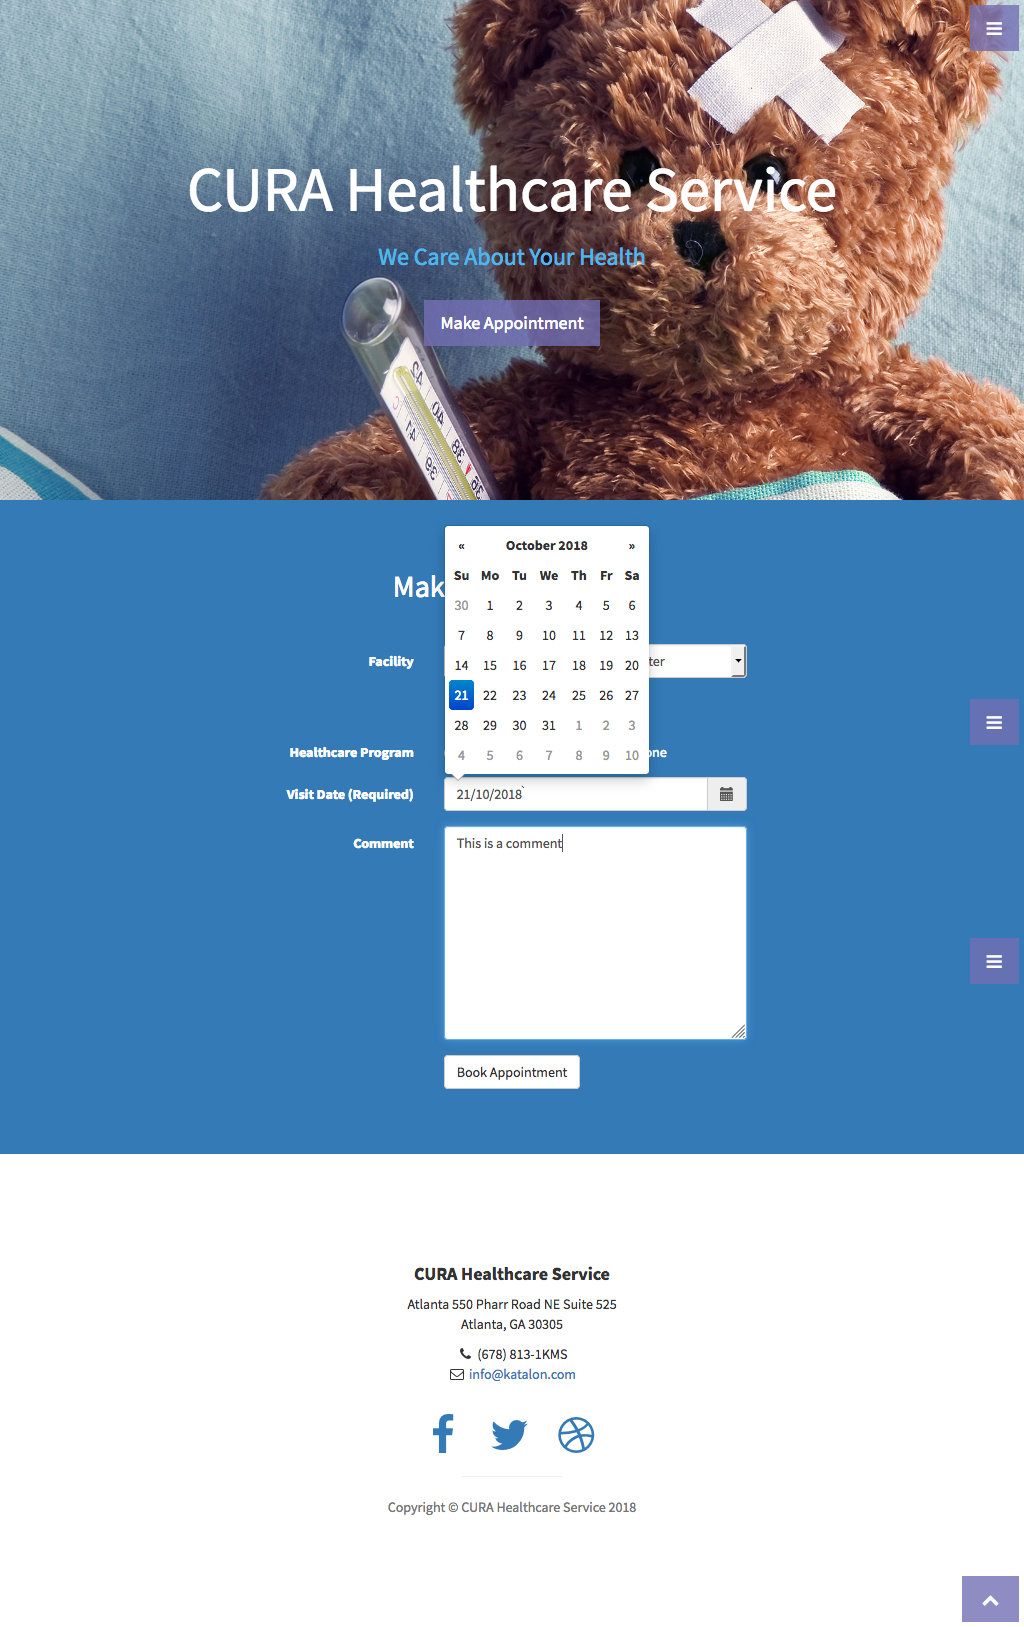 CURA Healthcare Service
We Care About Your Health
Make Appointment
« October 2018 »
Su Mo Tu We Th Fr Sa
30 1 2 3 4 5 6
7 8 9 10 11 12 13
14 15 16 17 18 19 20
21 22 23 24 25 26 27
28 29 30 31 1 2 3
4 5 6 7 8 9 10
Mak
Facility ter
Healthcare Program one
Visit Date (Required) 21/10/2018`
Comment This is a comment
Book Appointment
CURA Healthcare Service
Atlanta 550 Pharr Road NE Suite 525
Atlanta, GA 30305
(678) 813-1KMS
info@katalon.com
Copyright © CURA Healthcare Service 2018